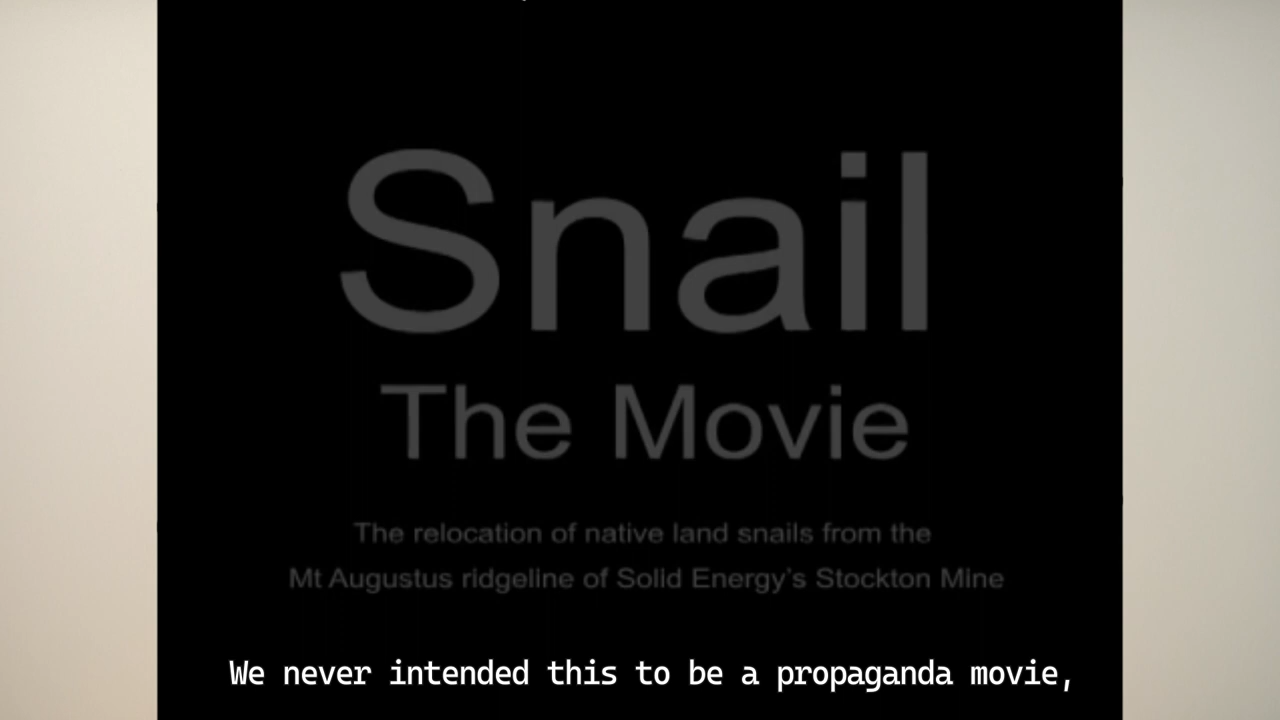 Snail
The Movie
The relocation of native land snails from the
Mt Augustus ridgeline of Solid Energy's Stockton Mine
We never intended this to be a propaganda movie,